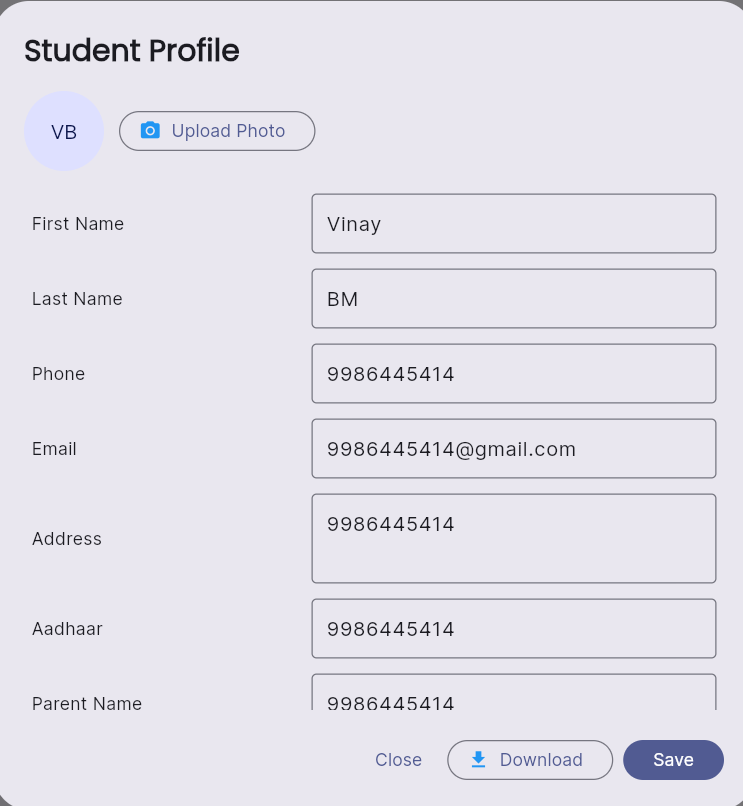 Student Profile
VB
Upload Photo
First Name
Vinay
Last Name
BM
Phone
9986445414
Email
9986445414@gmail.com
Address
9986445414
Aadhaar
9986445414
Parent Name
9986445414
Close
Download
Save